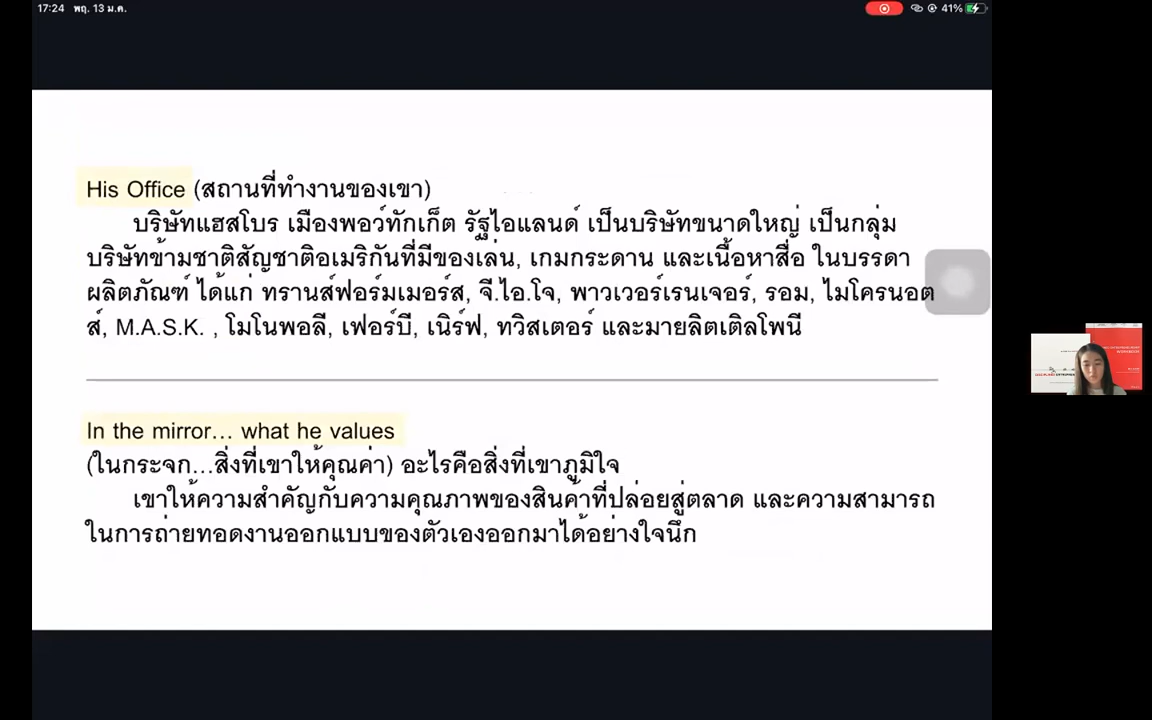 17:24 พฤ. 13 ม.ค.
41%
His Office (สถานที่ทำงานของเขา)
บริษัทแฮสโบร เมืองพอว์ทักเก็ต รัฐไอแลนด์ เป็นบริษัทขนาดใหญ่ เป็นกลุ่ม
บริษัทข้ามชาติสัญชาติอเมริกันที่มีของเล่น, เกมกระดาน และเนื้อหาสื่อ ในบรรดา
ผลิตภัณฑ์ ได้แก่ ทรานส์ฟอร์มเมอร์ส, จี.ไอ.โจ, พาวเวอร์เรนเจอร์, รอม, ไมโครนอต
ส์, M.A.S.K. , โมโนพอลี, เฟอร์บี, เนิร์ฟ, ทวิสเตอร์ และมายลิตเติลโพนี
In the mirror... what he values
(ในกระจก...สิ่งที่เขาให้คุณค่า) อะไรคือสิ่งที่เขาภูมิใจ
เขาให้ความสำคัญกับความคุณภาพของสินค้าที่ปล่อยสู่ตลาด และความสามารถ
ในการถ่ายทอดงานออกแบบของตัวเองออกมาได้อย่างใจนึก